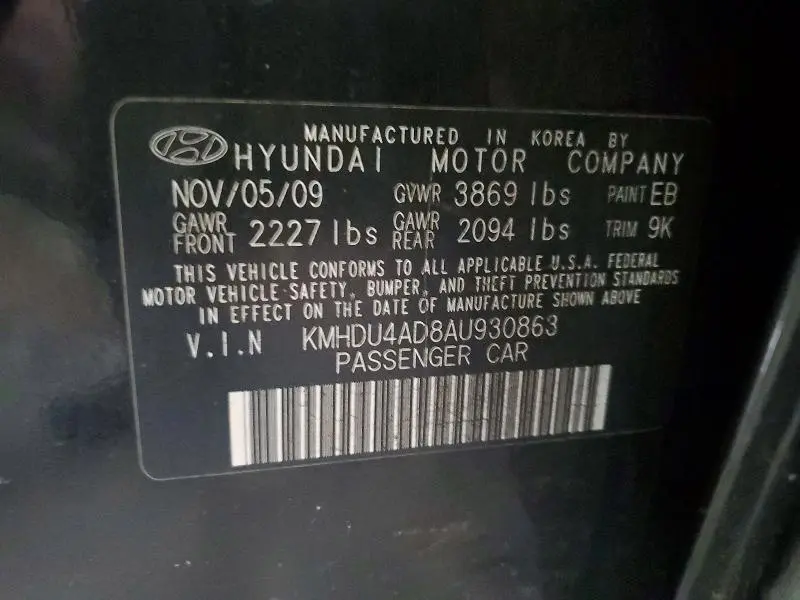 MANUFACTURED IN KOREA BY
HYUNDAI MOTOR COMPANY
NOV/05/09 GVWR 3869 lbs PAINT EB
GAWR FRONT 2227 lbs GAWR REAR 2094 lbs TRIM 9K
THIS VEHICLE CONFORMS TO ALL APPLICABLE U.S.A. FEDERAL
MOTOR VEHICLE SAFETY, BUMPER, AND THEFT PREVENTION STANDARDS
IN EFFECT ON THE DATE OF MANUFACTURE SHOWN ABOVE
V.I.N KMHDU4AD8AU930863
PASSENGER CAR